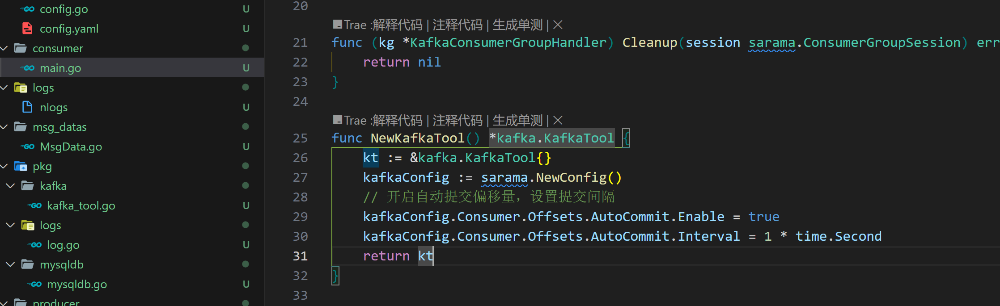 config.go U
config.yaml U
consumer
main.go U
logs
nlogs U
msg_datas
MsgData.go U
pkg
kafka
kafka_tool.go U
logs
log.go U
mysqldb
mysqldb.go U
producer
20
Trae :解释代码 | 注释代码 | 生成单测 | ×
21 func (kg *KafkaConsumerGroupHandler) Cleanup(session sarama.ConsumerGroupSession) err
22 return nil
23 }
24
Trae :解释代码 | 注释代码 | 生成单测 | ×
25 func NewKafkaTool() *kafka.KafkaTool {
26 kt := &kafka.KafkaTool{}
27 kafkaConfig := sarama.NewConfig()
28 // 开启自动提交偏移量，设置提交间隔
29 kafkaConfig.Consumer.Offsets.AutoCommit.Enable = true
30 kafkaConfig.Consumer.Offsets.AutoCommit.Interval = 1 * time.Second
31 return kt
32 }
33